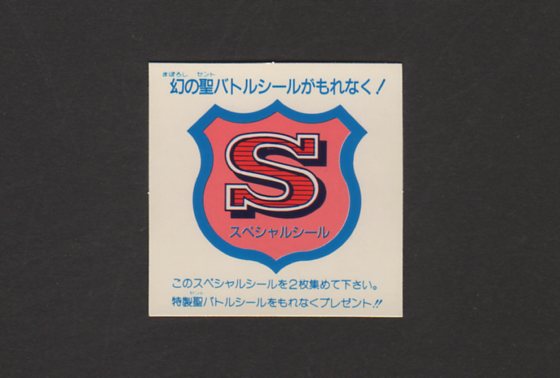 まぼろし セント
幻の聖バトルシールがもれなく!
S
スペシャルシール
このスペシャルシールを2枚集めて下さい。
セント
特製聖バトルシールをもれなくプレゼント!!